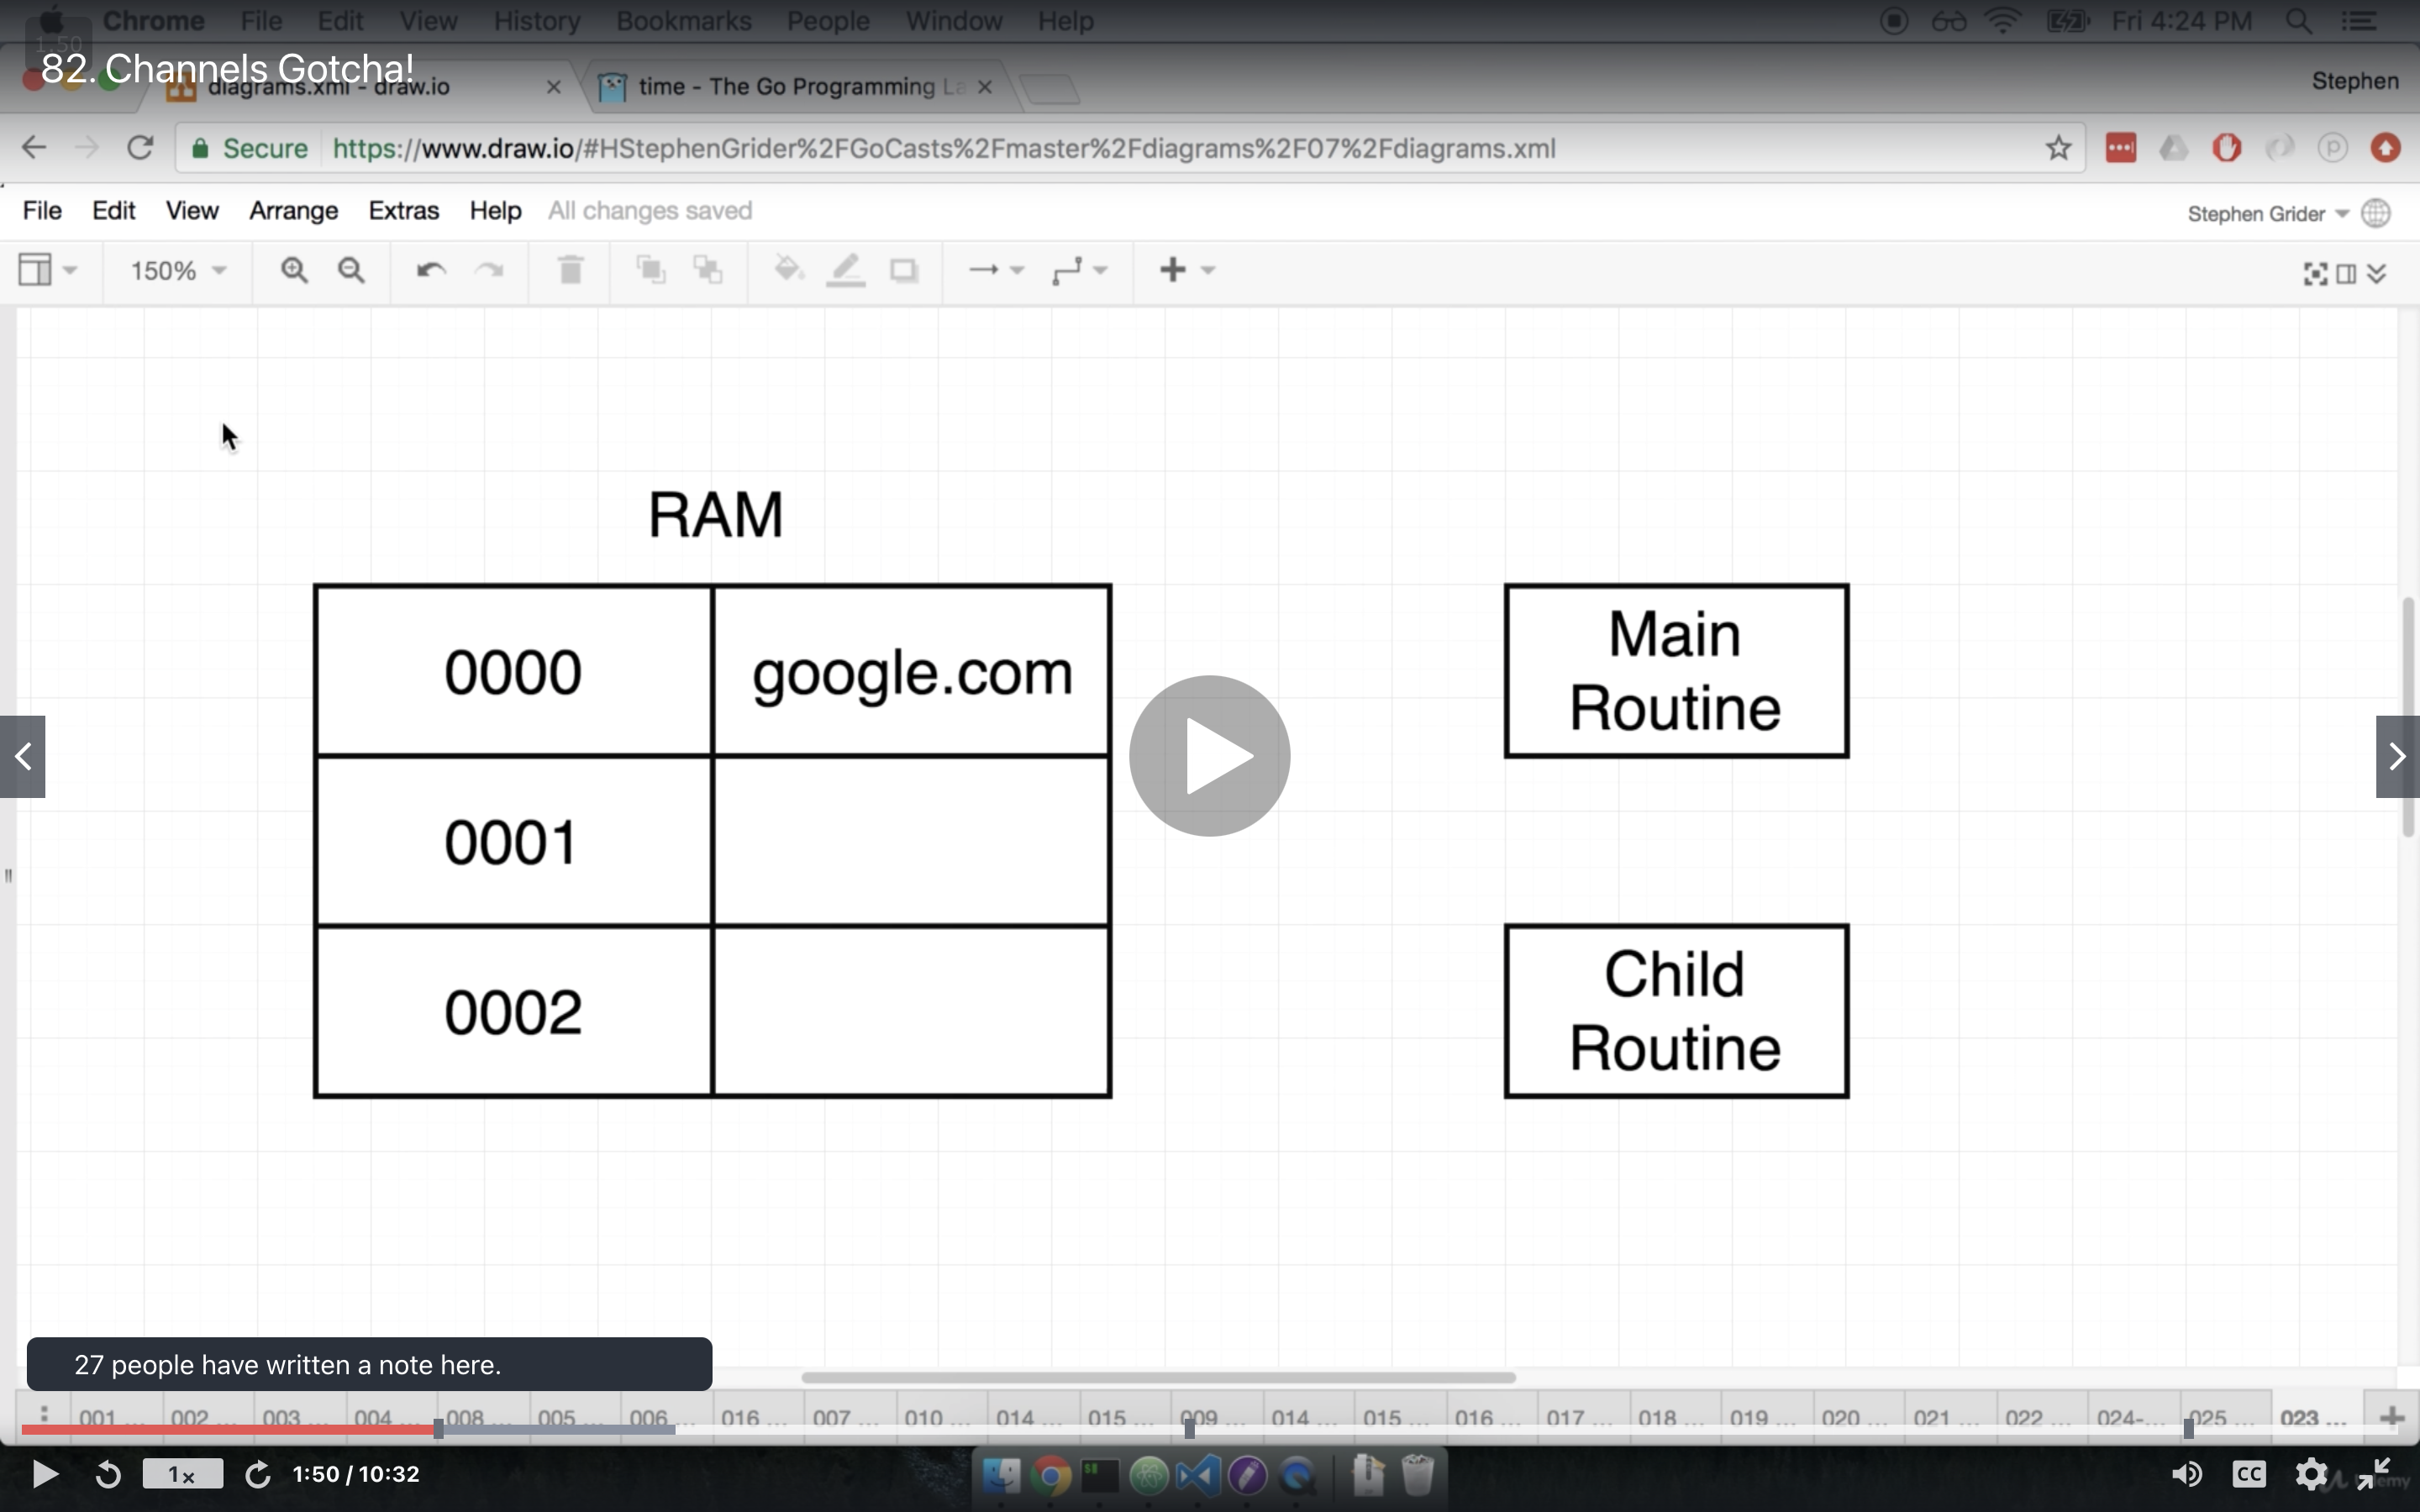 Chrome File Edit View History Bookmarks People Window Help Fri 4:24 PM
1.50
82. Channels Gotcha!
diagrams.xml - draw.io time - The Go Programming La Stephen
Secure https://www.draw.io/#HStephenGrider%2FGoCasts%2Fmaster%2Fdiagrams%2F07%2Fdiagrams.xml
File Edit View Arrange Extras Help All changes saved Stephen Grider
150%
RAM
0000 google.com
0001
0002
Main
Routine
Child
Routine
27 people have written a note here.
001 ... 002 ... 003 ... 004 ... 008 ... 005 ... 006 ... 016 ... 007 ... 010 ... 014 ... 015 ... 009 ... 014 ... 015 ... 016 ... 017 ... 018 ... 019 ... 020 ... 021 ... 022 ... 024-... 025 ... 023 ...
1x 1:50 / 10:32 CC